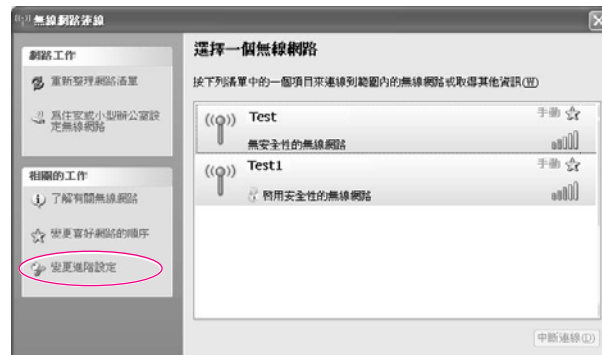 無線網路連線
網路工作
重新整理網路清單
為住家或小型辦公室設
定無線網路
相關的工作
了解有關無線網路
變更喜好網路的順序
變更進階設定
選擇一個無線網路
按下列清單中的一個項目來連線到範圍內的無線網路或取得其他資訊(W)
Test
手動
無安全性的無線網路
Test1
手動
啟用安全性的無線網路
中斷連線(D)